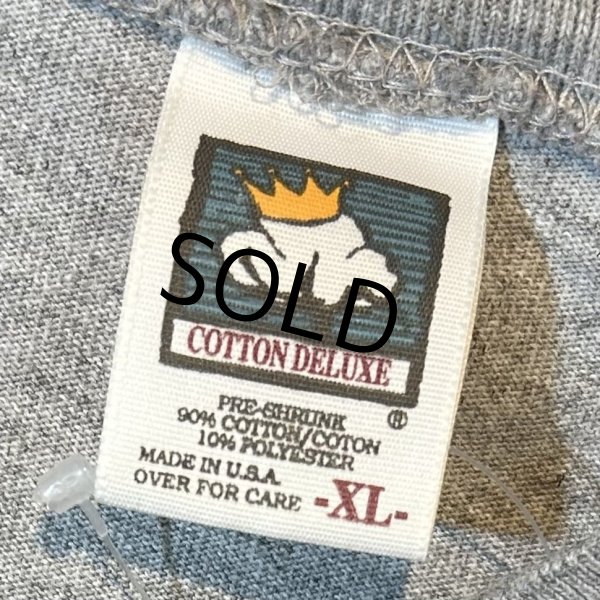 SOLD
COTTON DELUXE
®
PRE-SHRUNK
90% COTTON/COTON
10% POLYESTER
MADE IN U.S.A.
OVER FOR CARE -XL-